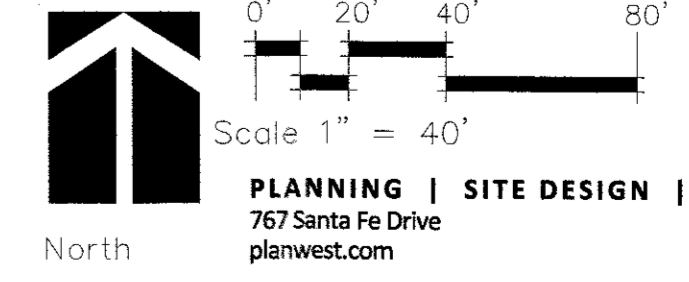 0' 20' 40' 80'
Scale 1" = 40'
PLANNING | SITE DESIGN |
767 Santa Fe Drive
planwest.com
North